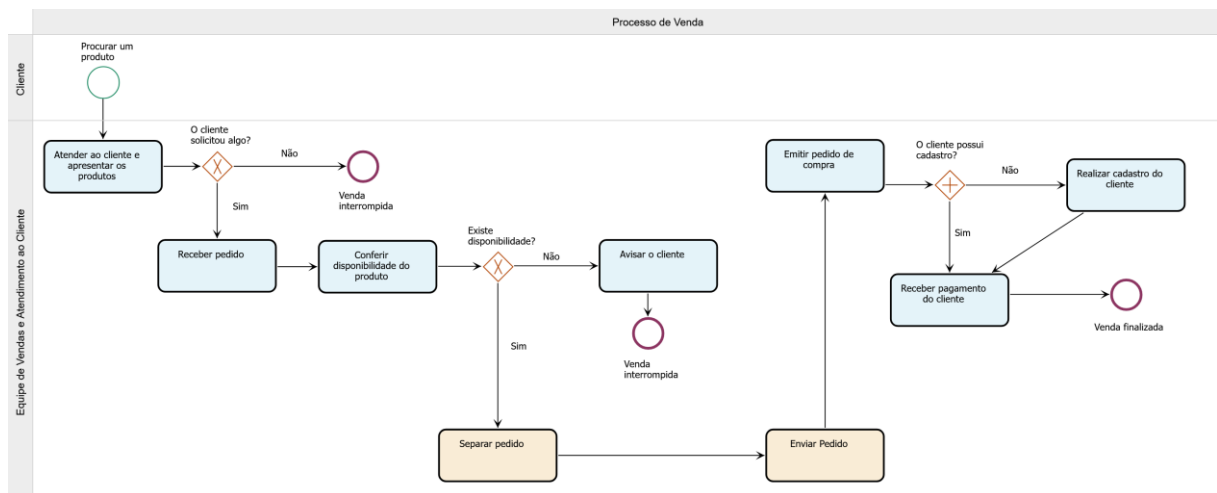 Processo de Venda
Cliente
Procurar um
produto
Equipe de Vendas e Atendimento ao Cliente
Atender ao cliente e
apresentar os
produtos
O cliente
solicitou algo?
Não
Venda
interrompida
Sim
Receber pedido
Conferir
disponibilidade do
produto
Existe
disponibilidade?
Não
Avisar o cliente
Venda
interrompida
Sim
Separar pedido
Enviar Pedido
Emitir pedido de
compra
O cliente possui
cadastro?
Não
Realizar cadastro do
cliente
Sim
Receber pagamento
do cliente
Venda finalizada